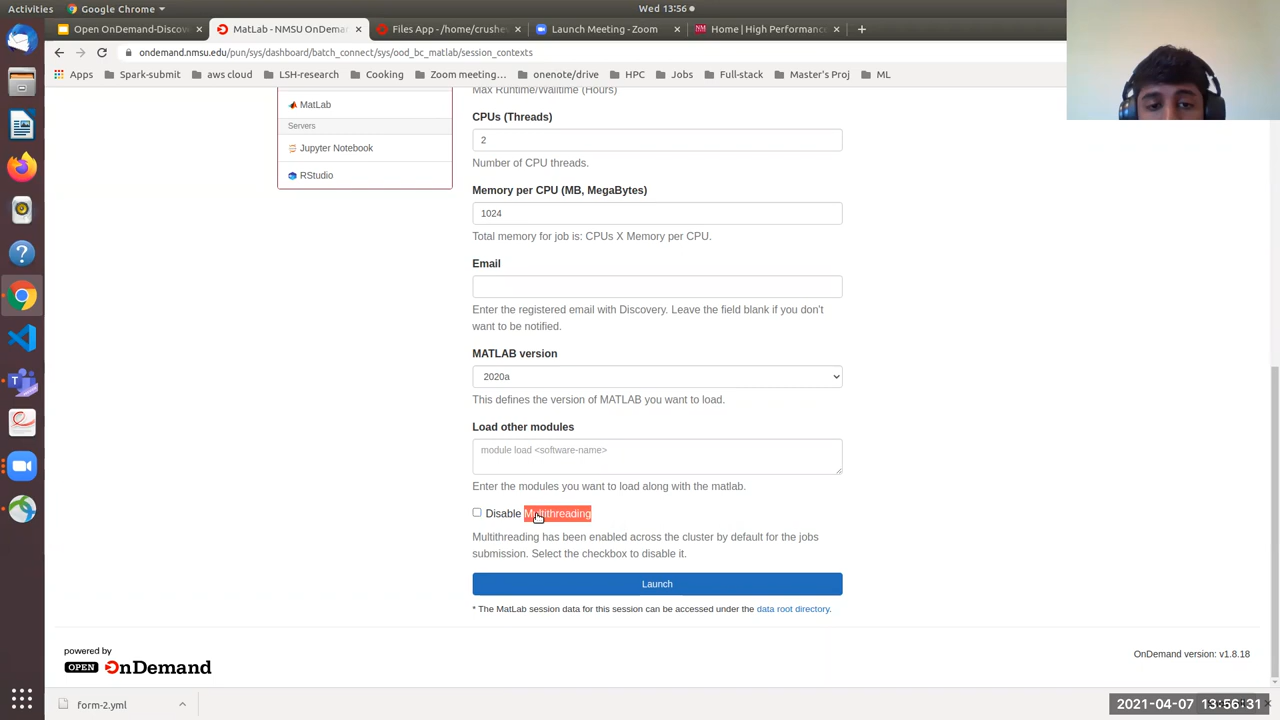 Activities
Google Chrome
Wed 13:56
Open OnDemand-Discov
MatLab - NMSU OnDeman
Files App - /home/crushe
Launch Meeting - Zoom
Home | High Performanc
ondemand.nmsu.edu/pun/sys/dashboard/batch_connect/sys/ood_bc_matlab/session_contexts
Apps
Spark-submit
aws cloud
LSH-research
Cooking
Zoom meeting...
onenote/drive
HPC
Jobs
Full-stack
Master's Proj
ML
Max Runtime/Walltime (Hours)
MatLab
Servers
Jupyter Notebook
RStudio
CPUs (Threads)
2
Number of CPU threads.
Memory per CPU (MB, MegaBytes)
1024
Total memory for job is: CPUs X Memory per CPU.
Email
Enter the registered email with Discovery. Leave the field blank if you don't
want to be notified.
MATLAB version
2020a
This defines the version of MATLAB you want to load.
Load other modules
module load <software-name>
Enter the modules you want to load along with the matlab.
Disable Multithreading
Multithreading has been enabled across the cluster by default for the jobs
submission. Select the checkbox to disable it.
Launch
* The MatLab session data for this session can be accessed under the data root directory.
powered by
OPEN OnDemand
OnDemand version: v1.8.18
form-2.yml
2021-04-07 13:56:31